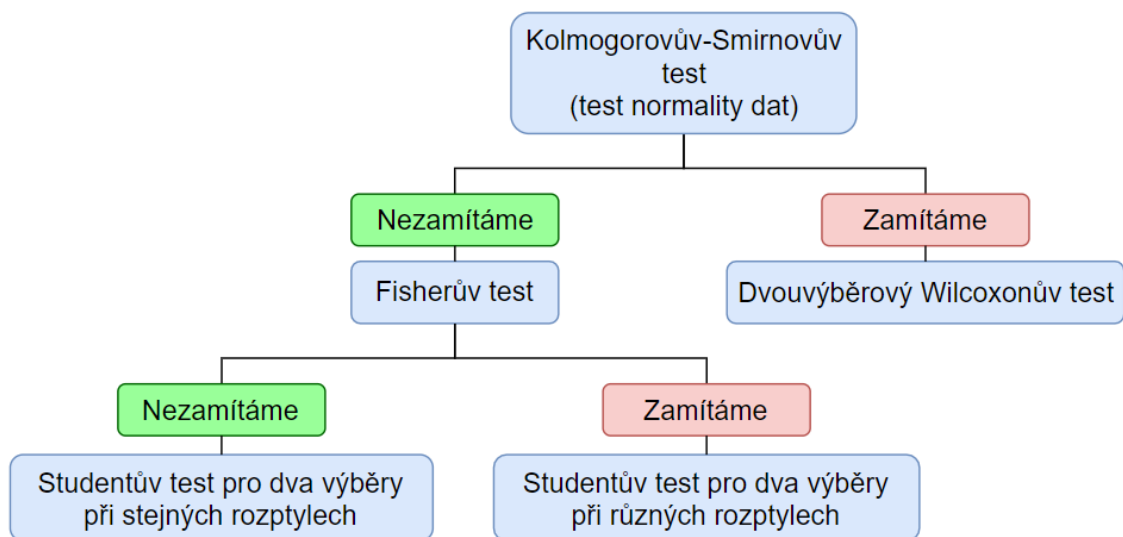 Kolmogorovův-Smirnovův
test
(test normality dat)
Nezamítáme
Zamítáme
Fisherův test
Dvouvýběrový Wilcoxonův test
Nezamítáme
Zamítáme
Studentův test pro dva výběry
při stejných rozptylech
Studentův test pro dva výběry
při různých rozptylech